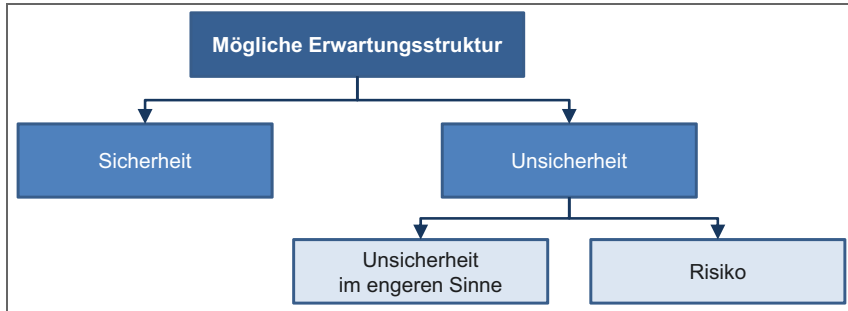 Mögliche Erwartungsstruktur
Sicherheit
Unsicherheit
Unsicherheit
im engeren Sinne
Risiko